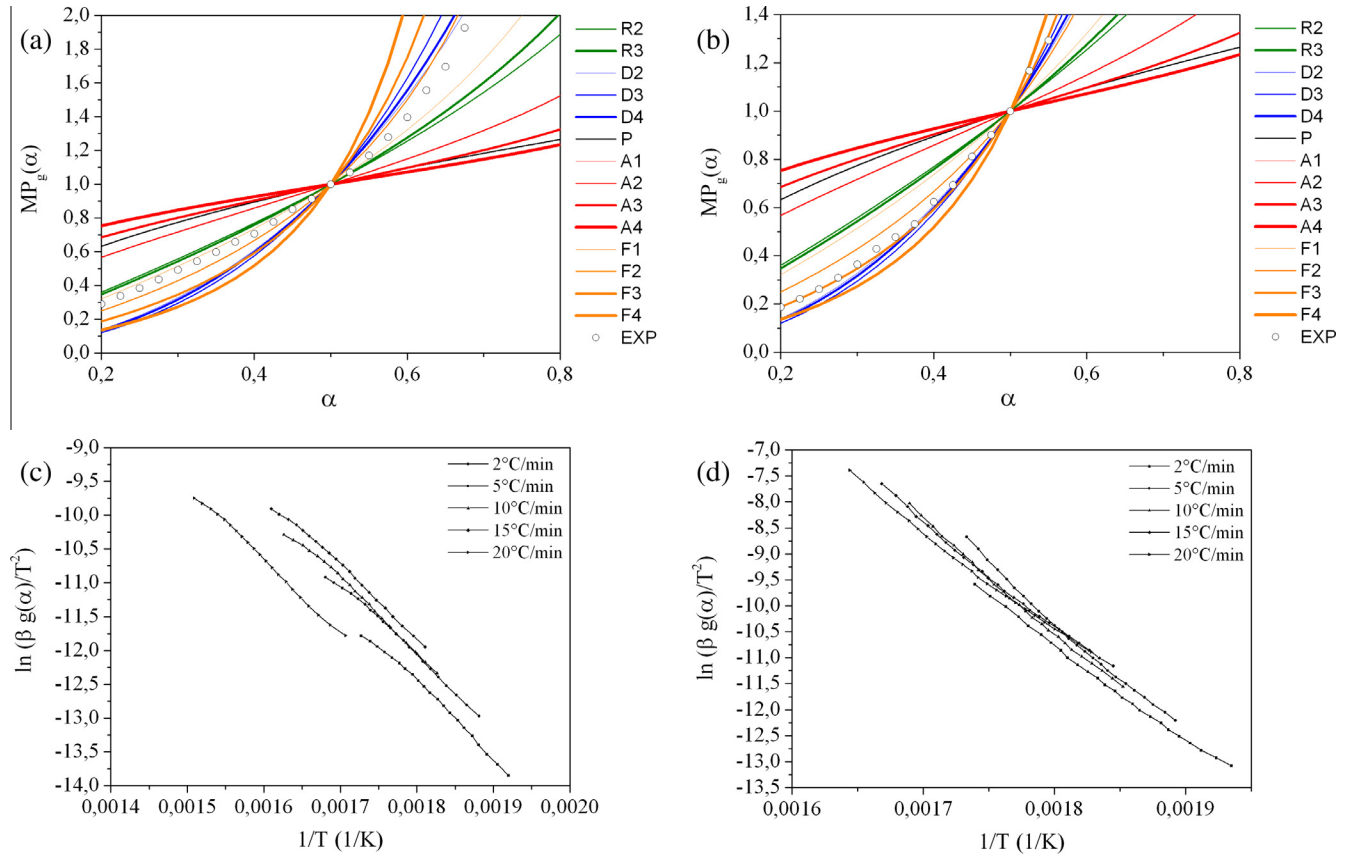 (a)
2,0
1,8
1,6
1,4
1,2
1,0
0,8
0,6
0,4
0,2
0,0
MPg(α)
0,2 0,4 0,6 0,8
α
R2
R3
D2
D3
D4
P
A1
A2
A3
A4
F1
F2
F3
F4
EXP
(b)
1,4
1,2
1,0
0,8
0,6
0,4
0,2
0,0
MPg(α)
0,2 0,4 0,6 0,8
α
R2
R3
D2
D3
D4
P
A1
A2
A3
A4
F1
F2
F3
F4
EXP
(c)
-9,0
-9,5
-10,0
-10,5
-11,0
-11,5
-12,0
-12,5
-13,0
-13,5
-14,0
ln (β g(α)/T²)
0,0014 0,0015 0,0016 0,0017 0,0018 0,0019 0,0020
1/T (1/K)
2°C/min
5°C/min
10°C/min
15°C/min
20°C/min
(d)
-7,0
-7,5
-8,0
-8,5
-9,0
-9,5
-10,0
-10,5
-11,0
-11,5
-12,0
-12,5
-13,0
-13,5
ln (β g(α)/T²)
0,0016 0,0017 0,0018 0,0019
1/T (1/K)
2°C/min
5°C/min
10°C/min
15°C/min
20°C/min